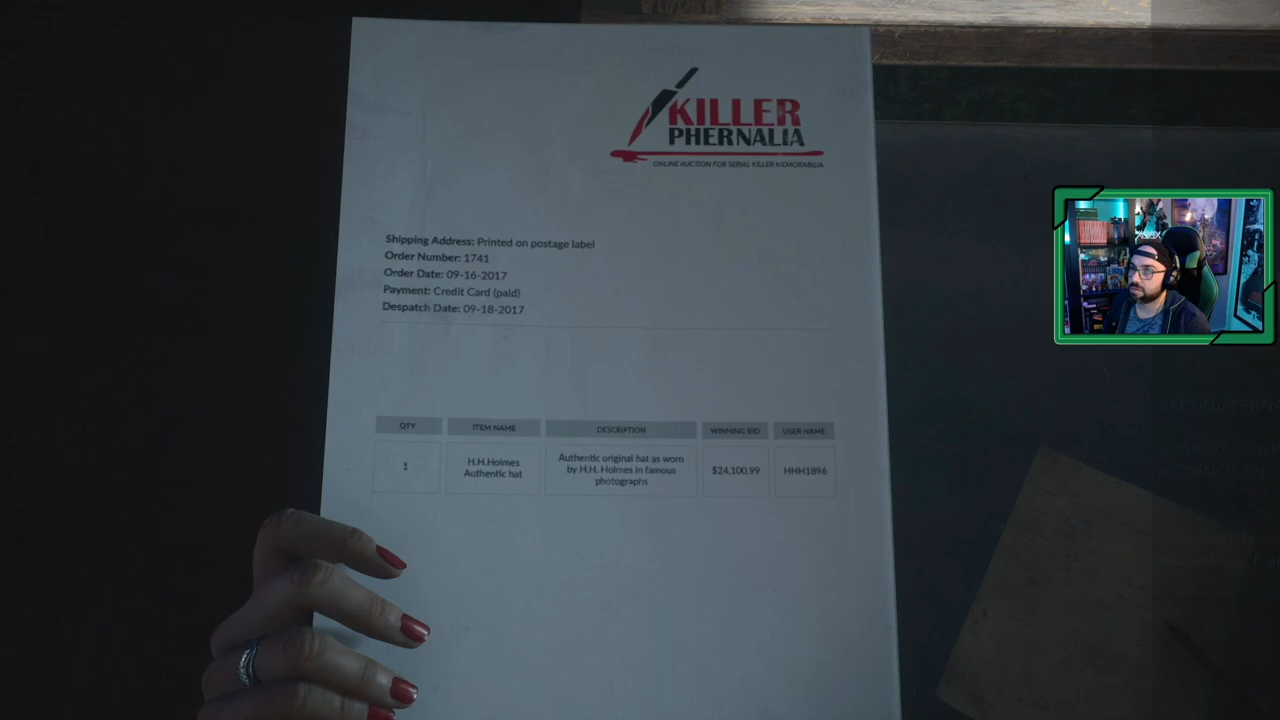 KILLER
PHERNALIA
ONLINE AUCTION FOR SERIAL KILLER MEMORABILIA
Shipping Address: Printed on postage label
Order Number: 1741
Order Date: 09-16-2017
Payment: Credit Card (paid)
Despatch Date: 09-18-2017
QTY ITEM NAME DESCRIPTION WINNING BID USER NAME
1 H.H.Holmes Authentic original hat as worn $24,100.99 HHH1896
Authentic hat by H.H. Holmes in famous
photographs